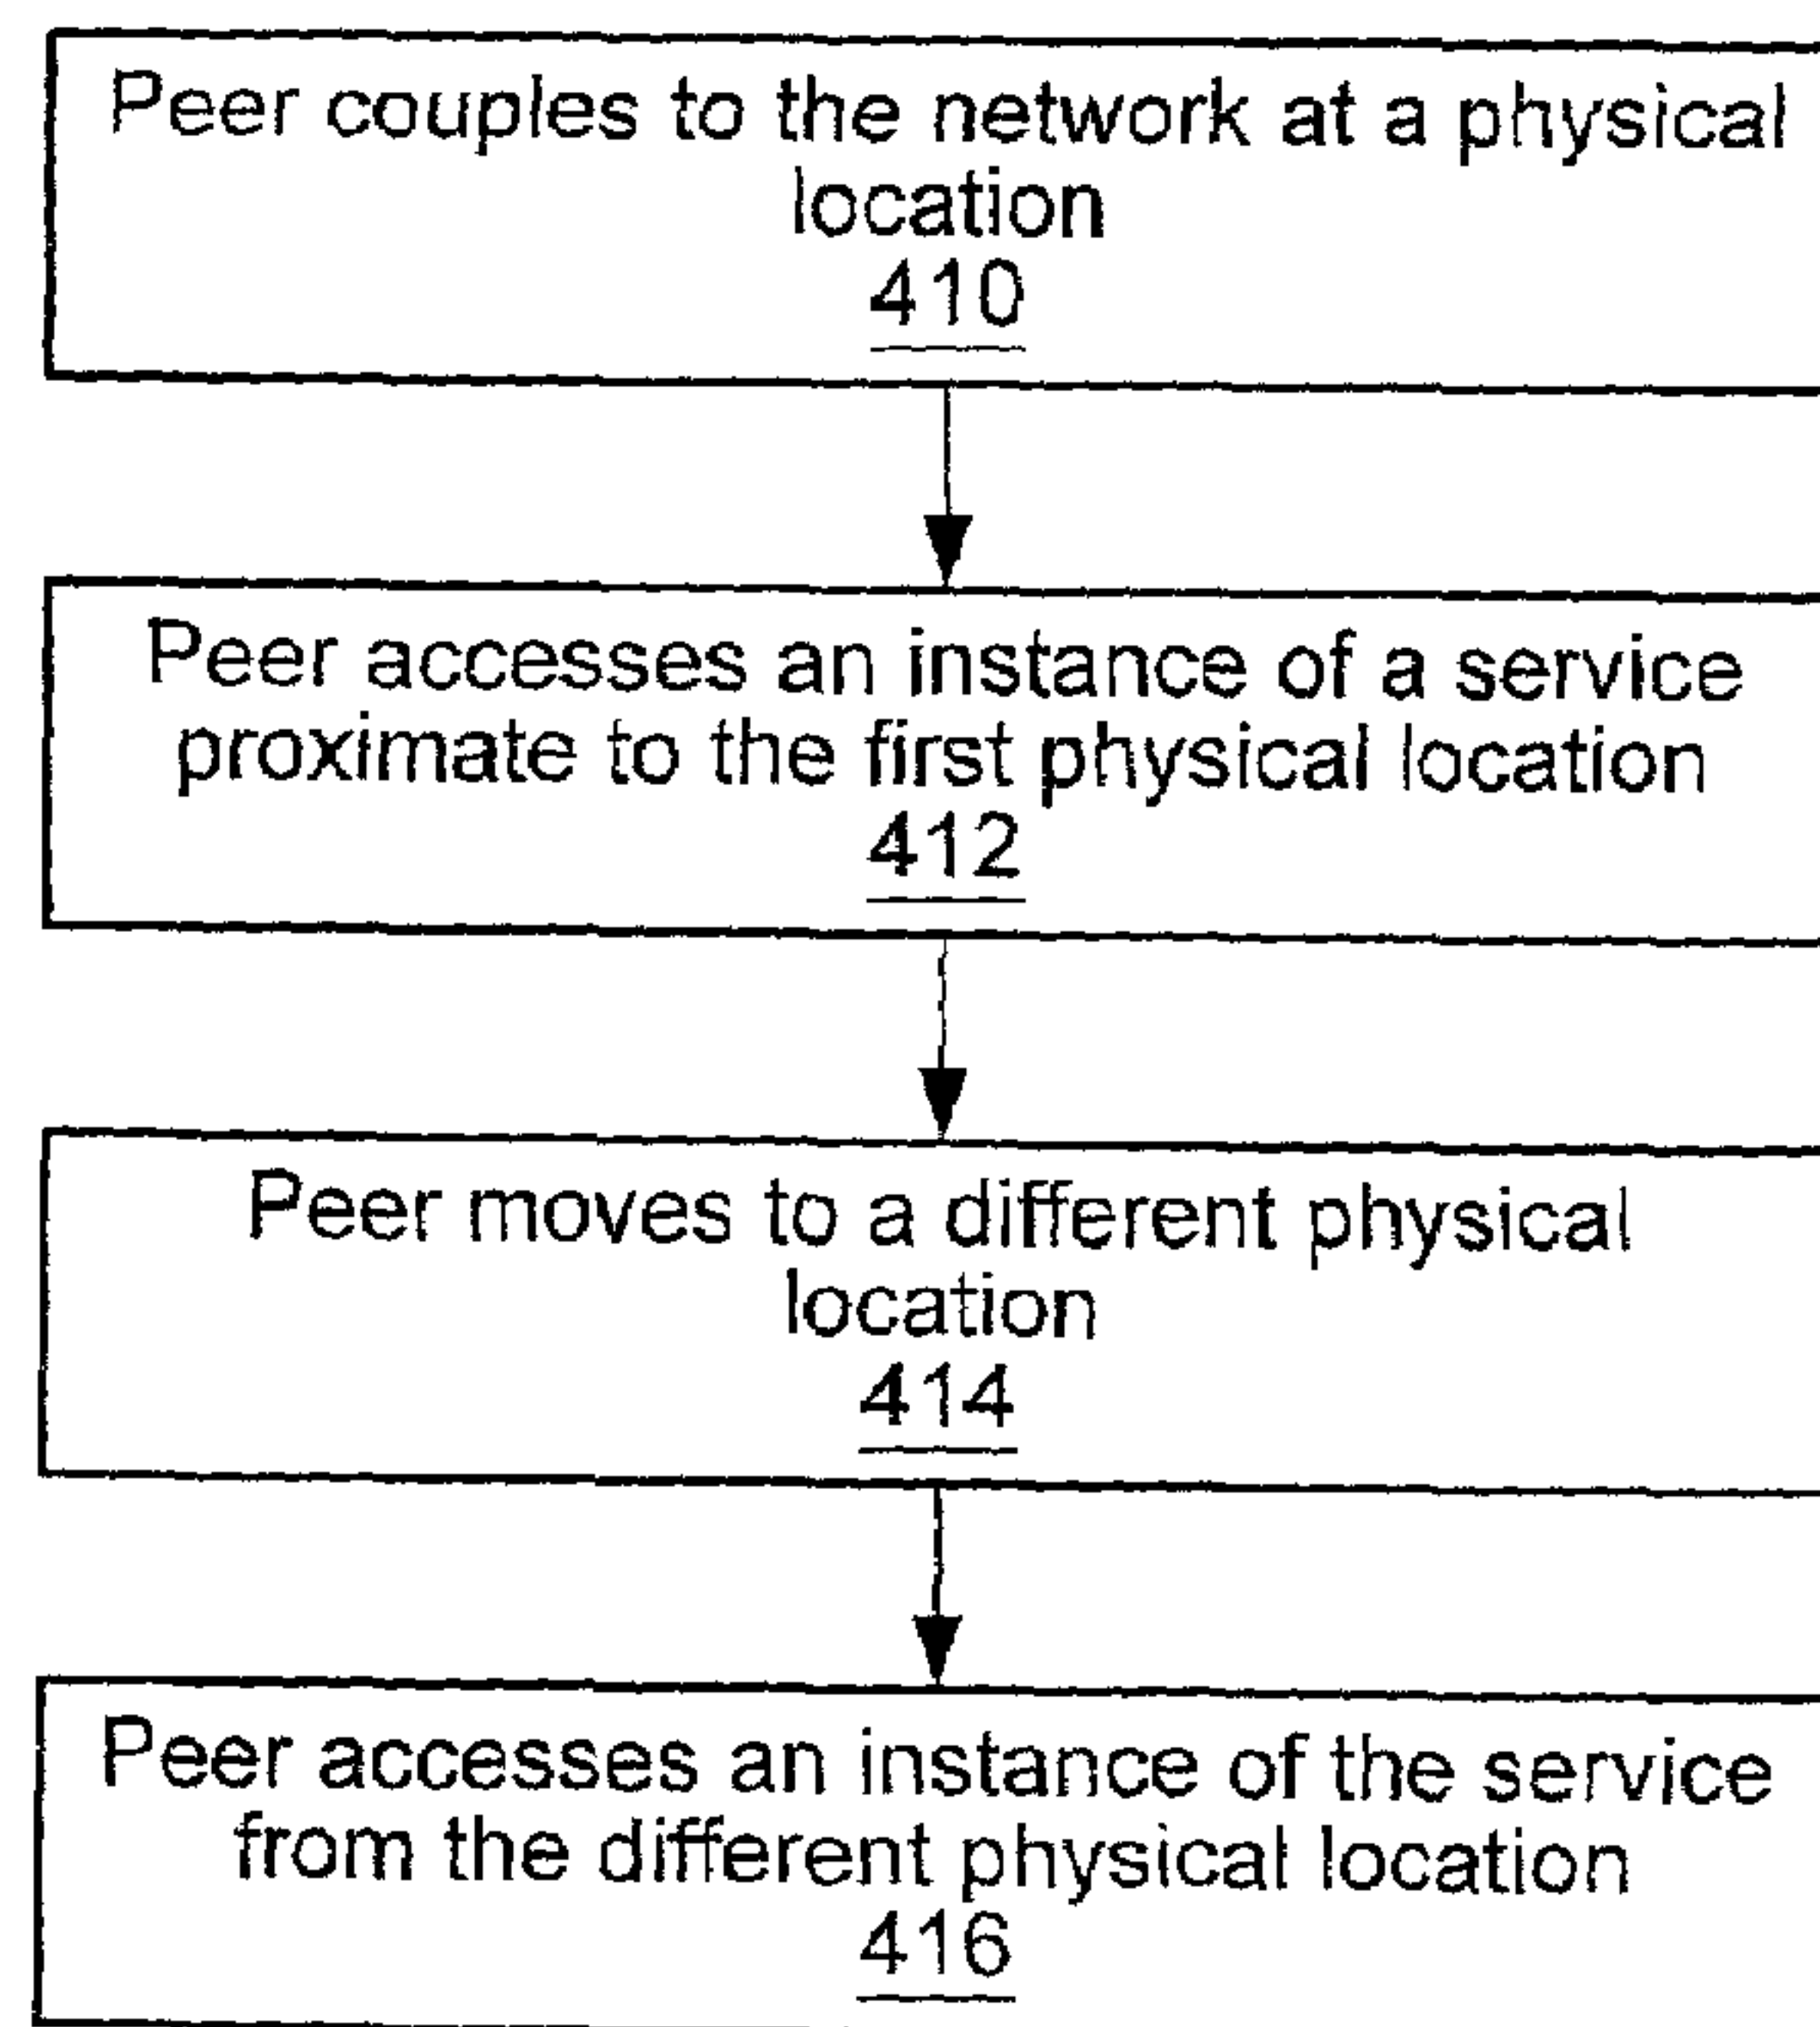 Peer couples to the network at a physical
location
410
Peer accesses an instance of a service
proximate to the first physical location
412
Peer moves to a different physical
location
414
Peer accesses an instance of the service
from the different physical location
416